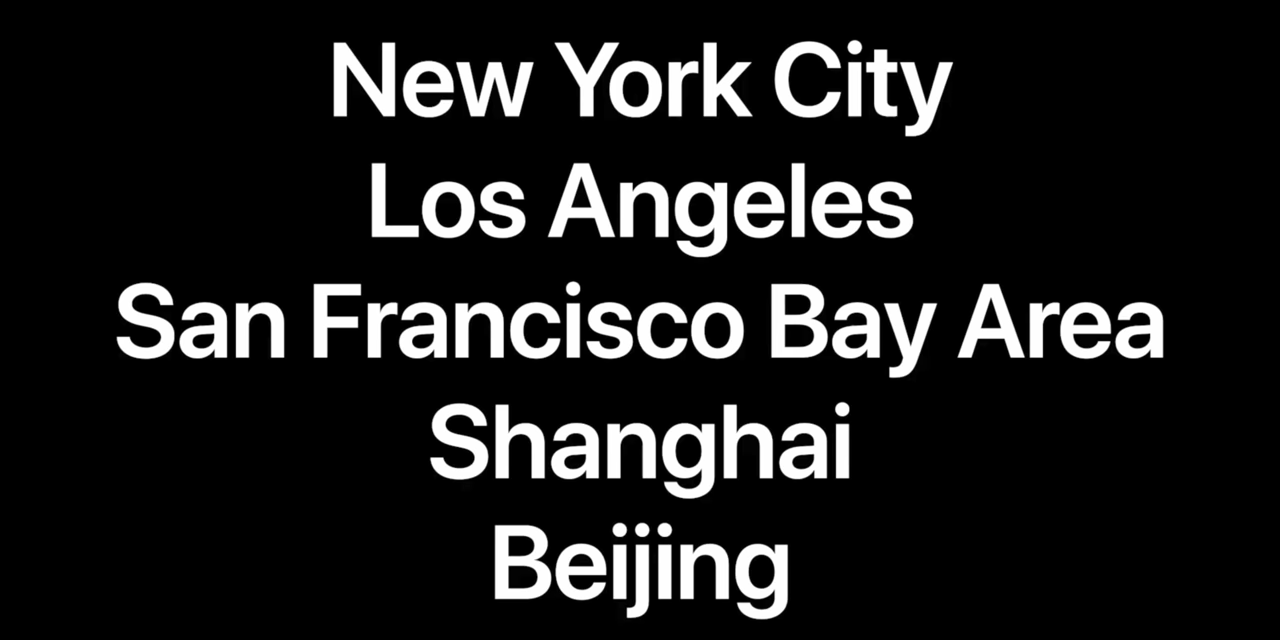 New York City
Los Angeles
San Francisco Bay Area
Shanghai
Beijing